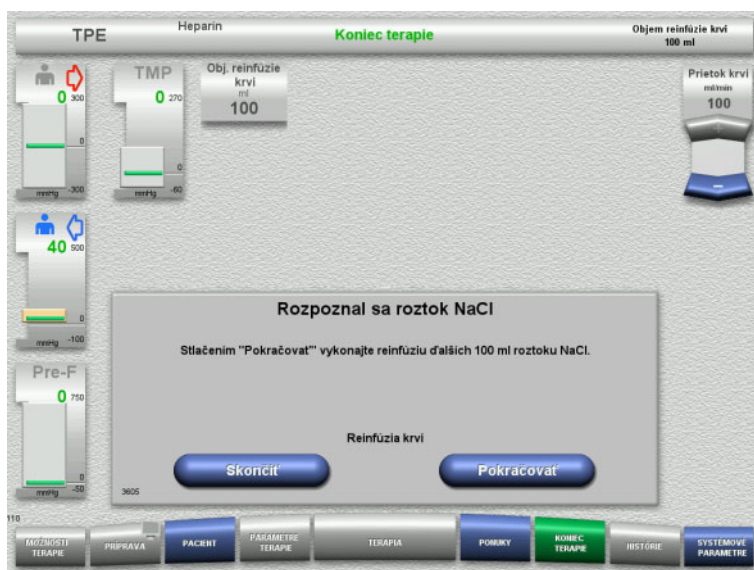 TPE
Heparin
Koniec terapie
Objem reinfúzie krvi
100 ml
0
300
0
-300
mmHg
TMP
0
270
0
-60
mmHg
Obj. reinfúzie
krvi
ml
100
Prietok krvi
ml/min
100
+
-
40
500
0
-100
mmHg
Pre-F
0
750
0
-50
mmHg
Rozpoznal sa roztok NaCl
Stlačením "Pokračovať" vykonajte reinfúziu ďalších 100 ml roztoku NaCl.
Reinfúzia krvi
Skončiť
Pokračovať
3605
110
MOŽNOSTI
TERAPIE
PRÍPRAVA
PACIENT
PARAMETRE
TERAPIE
TERAPIA
PONUKY
KONIEC
TERAPIE
HISTÓRIE
SYSTÉMOVÉ
PARAMETRE